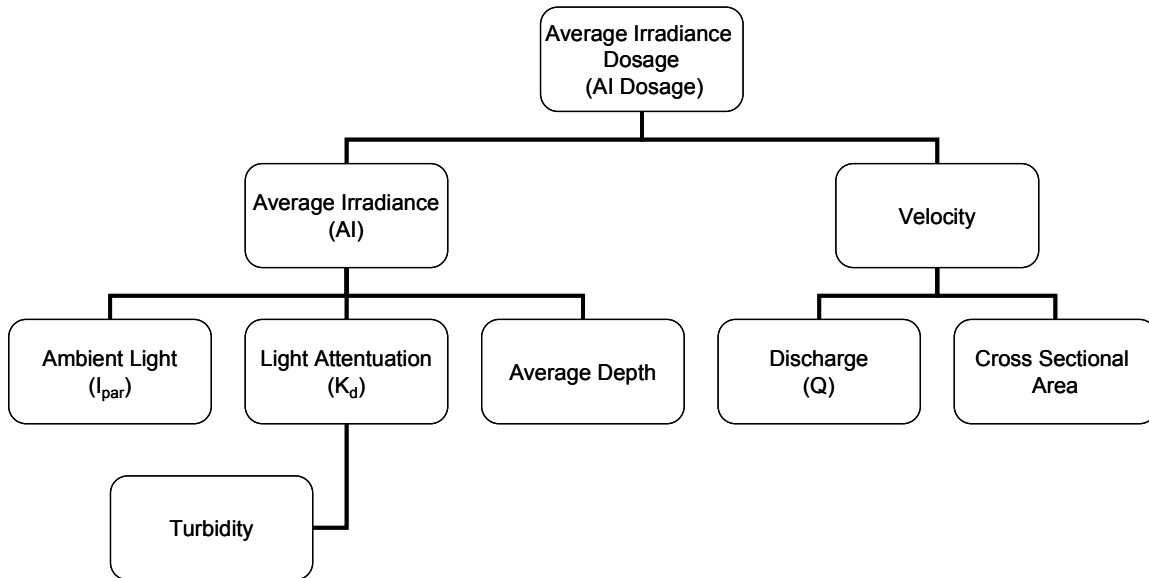 Average Irradiance
Dosage
(AI Dosage)
Average Irradiance
(AI)
Velocity
Ambient Light
(Ipar)
Light Attentuation
(Kd)
Average Depth
Discharge
(Q)
Cross Sectional
Area
Turbidity